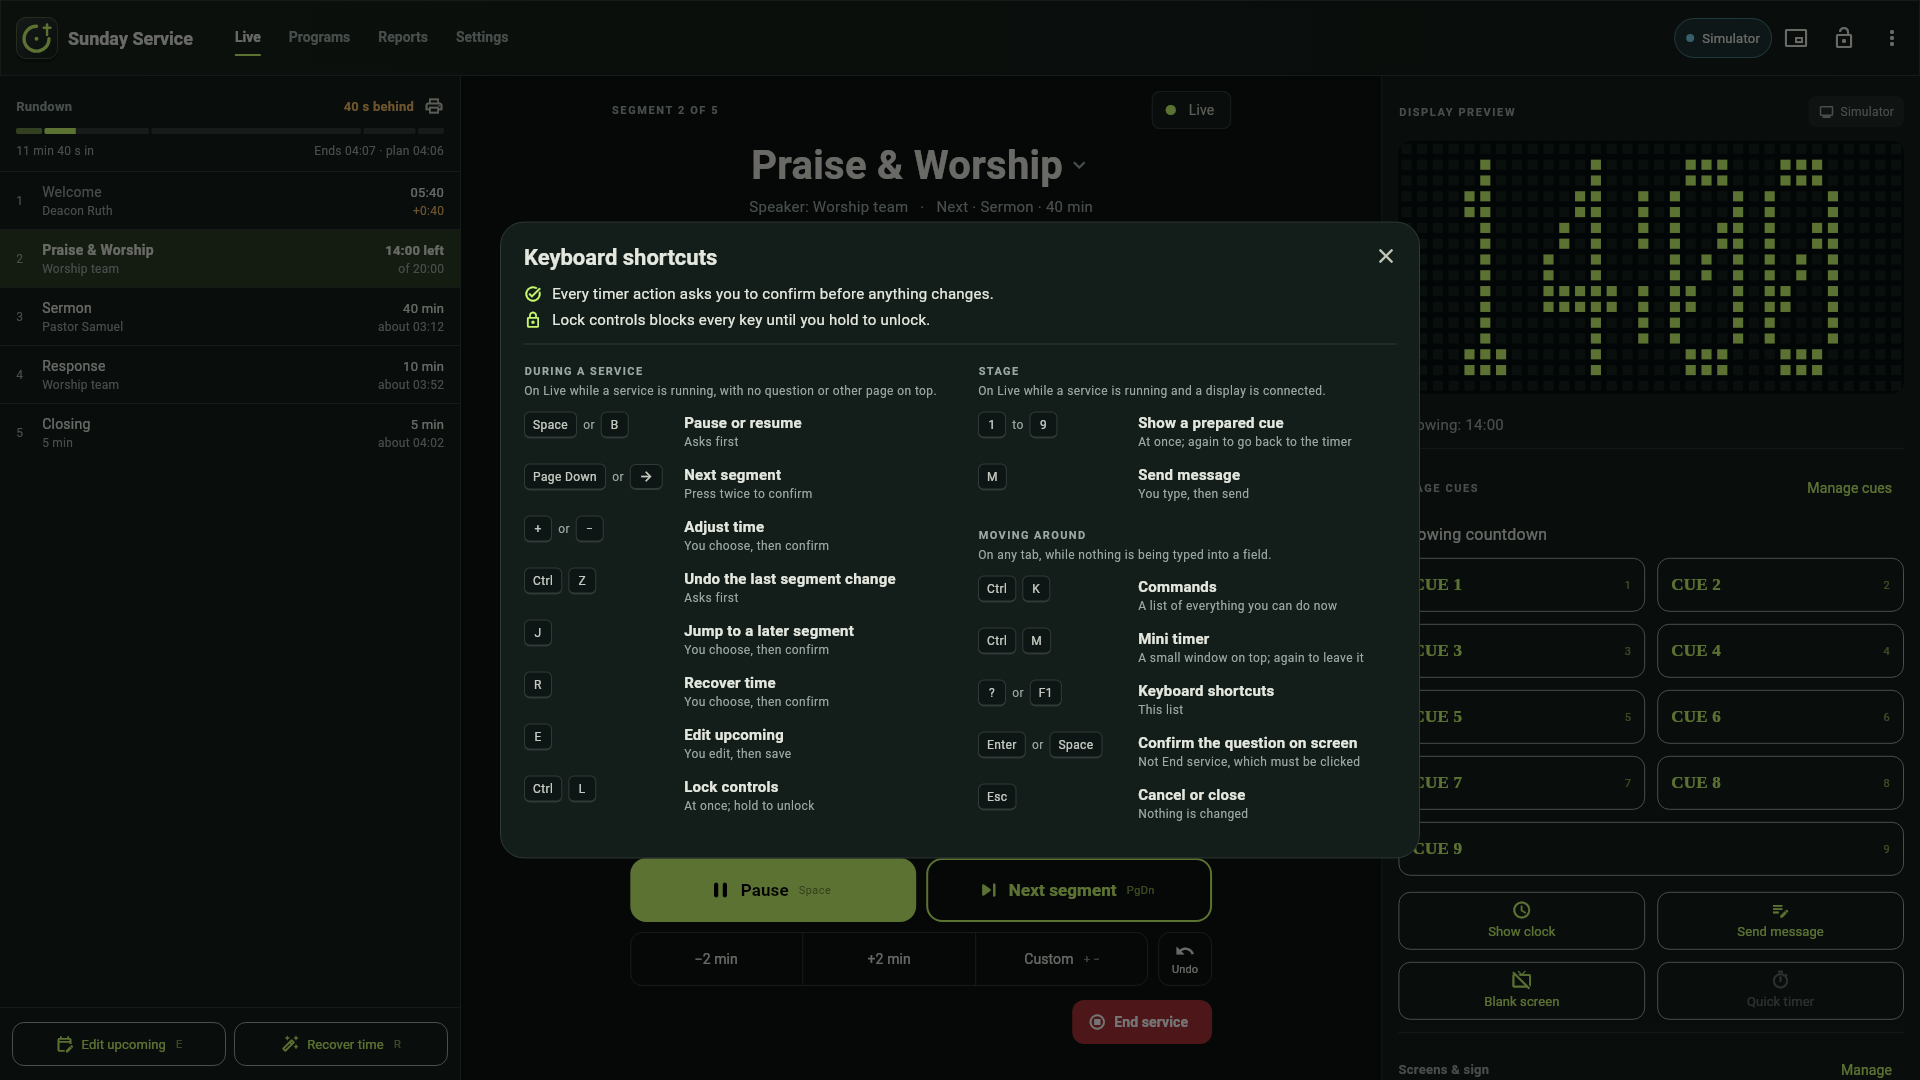 Sunday Service
Live
Programs
Reports
Settings
Simulator
Rundown
40 s behind
11 min 40 s in
Ends 04:07 · plan 04:06
1
Welcome
05:40
Deacon Ruth
+0:40
2
Praise & Worship
14:00 left
Worship team
of 20:00
3
Sermon
40 min
Pastor Samuel
about 03:12
4
Response
10 min
Worship team
about 03:52
5
Closing
5 min
5 min
about 04:02
Edit upcoming E
Recover time R
SEGMENT 2 OF 5
Live
Praise & Worship
Speaker: Worship team · Next · Sermon · 40 min
Keyboard shortcuts
Every timer action asks you to confirm before anything changes.
Lock controls blocks every key until you hold to unlock.
DURING A SERVICE
On Live while a service is running, with no question or other page on top.
Space or B
Pause or resume
Asks first
Page Down or →
Next segment
Press twice to confirm
+ or −
Adjust time
You choose, then confirm
Ctrl Z
Undo the last segment change
Asks first
J
Jump to a later segment
You choose, then confirm
R
Recover time
You choose, then confirm
E
Edit upcoming
You edit, then save
Ctrl L
Lock controls
At once; hold to unlock
STAGE
On Live while a service is running and a display is connected.
1 to 9
Show a prepared cue
At once; again to go back to the timer
M
Send message
You type, then send
MOVING AROUND
On any tab, while nothing is being typed into a field.
Ctrl K
Commands
A list of everything you can do now
Ctrl M
Mini timer
A small window on top; again to leave it
? or F1
Keyboard shortcuts
This list
Enter or Space
Confirm the question on screen
Not End service, which must be clicked
Esc
Cancel or close
Nothing is changed
Pause Space
Next segment PgDn
−2 min
+2 min
Custom + −
Undo
End service
DISPLAY PREVIEW
Simulator
14:00
owing: 14:00
AGE CUES
Manage cues
owing countdown
CUE 1 1
CUE 2 2
CUE 3 3
CUE 4 4
CUE 5 5
CUE 6 6
CUE 7 7
CUE 8 8
CUE 9 9
Show clock
Send message
Blank screen
Quick timer
Screens & sign
Manage